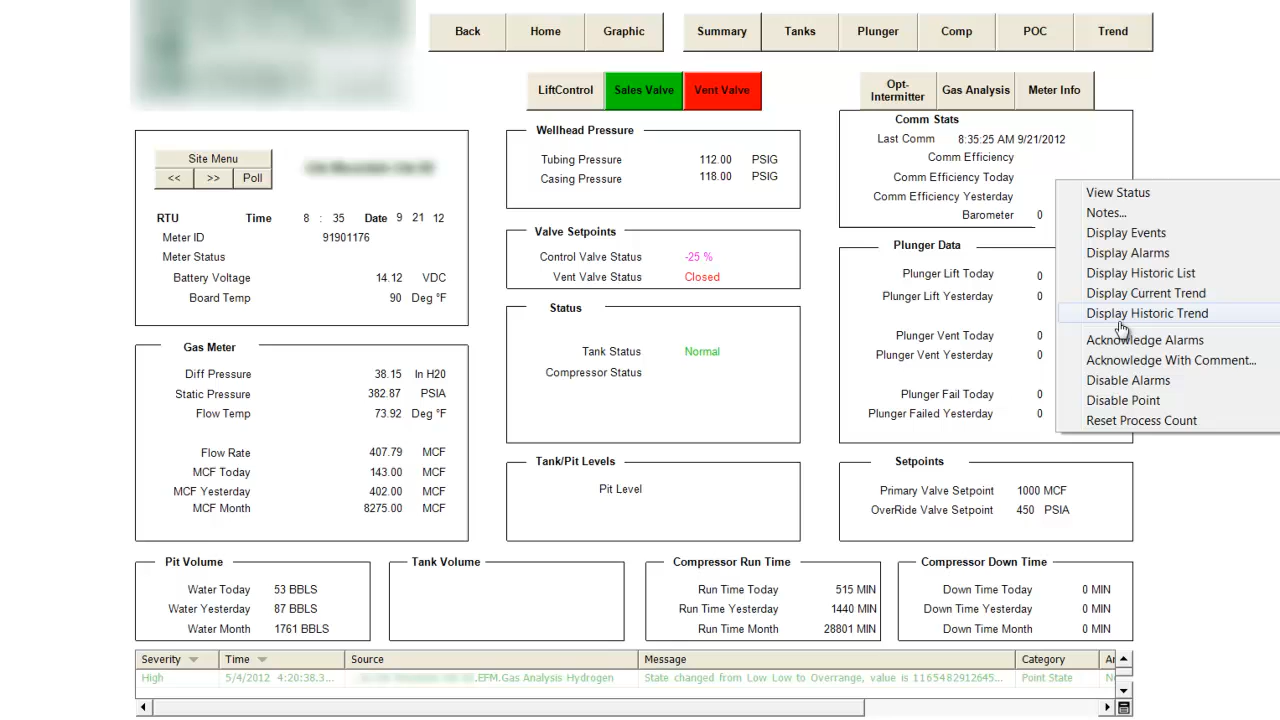 Back Home Graphic Summary Tanks Plunger Comp POC Trend
LiftControl Sales Valve Vent Valve
Opt-
Intermitter
Gas Analysis Meter Info
Site Menu
<< >> Poll
RTU Time 8 : 35 Date 9 21 12
Meter ID 91901176
Meter Status
Battery Voltage 14.12 VDC
Board Temp 90 Deg °F
Gas Meter
Diff Pressure 38.15 In H20
Static Pressure 382.87 PSIA
Flow Temp 73.92 Deg °F
Flow Rate 407.79 MCF
MCF Today 143.00 MCF
MCF Yesterday 402.00 MCF
MCF Month 8275.00 MCF
Wellhead Pressure
Tubing Pressure 112.00 PSIG
Casing Pressure 118.00 PSIG
Valve Setpoints
Control Valve Status -25 %
Vent Valve Status Closed
Status
Tank Status Normal
Compressor Status
Tank/Pit Levels
Pit Level
Comm Stats
Last Comm 8:35:25 AM 9/21/2012
Comm Efficiency
Comm Efficiency Today
Comm Efficiency Yesterday
Barometer 0
Plunger Data
Plunger Lift Today 0
Plunger Lift Yesterday 0
Plunger Vent Today 0
Plunger Vent Yesterday 0
Plunger Fail Today 0
Plunger Failed Yesterday 0
View Status
Notes...
Display Events
Display Alarms
Display Historic List
Display Current Trend
Display Historic Trend
Acknowledge Alarms
Acknowledge With Comment...
Disable Alarms
Disable Point
Reset Process Count
Setpoints
Primary Valve Setpoint 1000 MCF
OverRide Valve Setpoint 450 PSIA
Pit Volume
Water Today 53 BBLS
Water Yesterday 87 BBLS
Water Month 1761 BBLS
Tank Volume
Compressor Run Time
Run Time Today 515 MIN
Run Time Yesterday 1440 MIN
Run Time Month 28801 MIN
Compressor Down Time
Down Time Today 0 MIN
Down Time Yesterday 0 MIN
Down Time Month 0 MIN
Severity Time Source Message Category
High 5/4/2012 4:20:38.3... .EFM.Gas Analysis Hydrogen State changed from Low Low to Overrange, value is 1165482912645... Point State